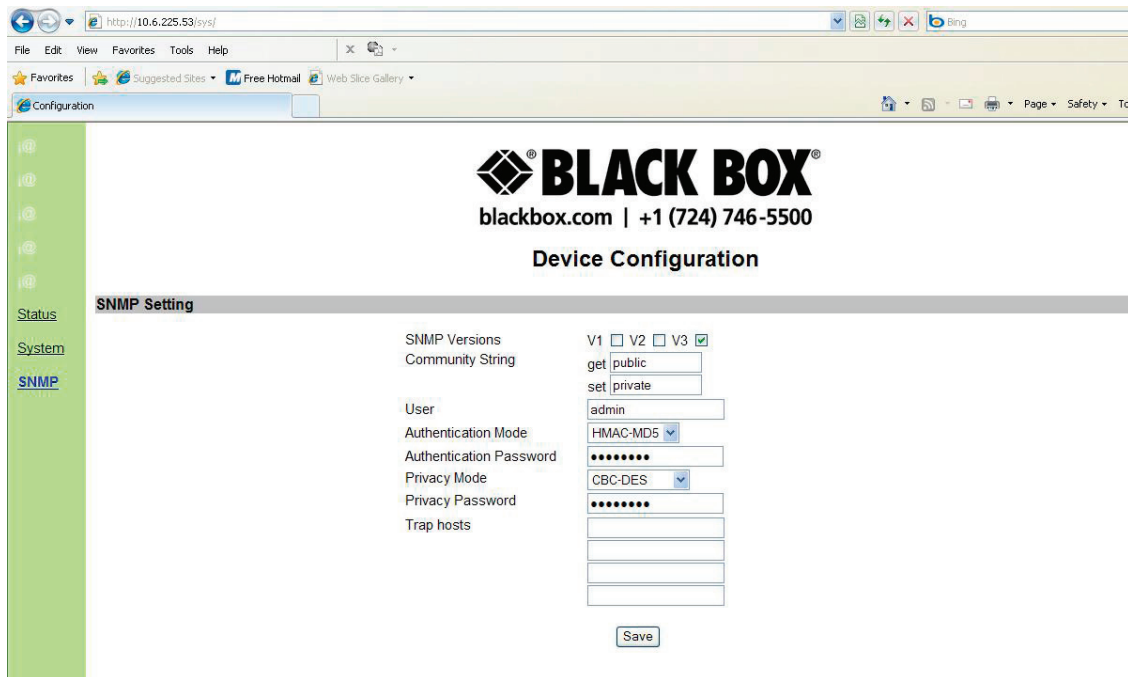 http://10.6.225.53/sys/
Bing
File Edit View Favorites Tools Help
Favorites Suggested Sites Free Hotmail Web Slice Gallery
Configuration
Page Safety
¡@
¡@
¡@
¡@
¡@
Status
System
SNMP
® BLACK BOX®
blackbox.com | +1 (724) 746-5500
Device Configuration
SNMP Setting
SNMP Versions V1 V2 V3
Community String get public
set private
User admin
Authentication Mode HMAC-MD5
Authentication Password ••••••••
Privacy Mode CBC-DES
Privacy Password ••••••••
Trap hosts
Save